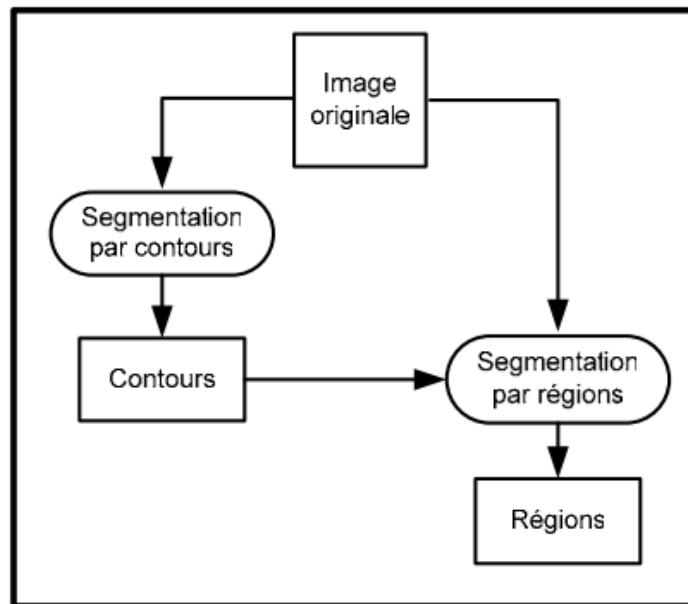 Image
originale
Segmentation
par contours
Contours
Segmentation
par régions
Régions